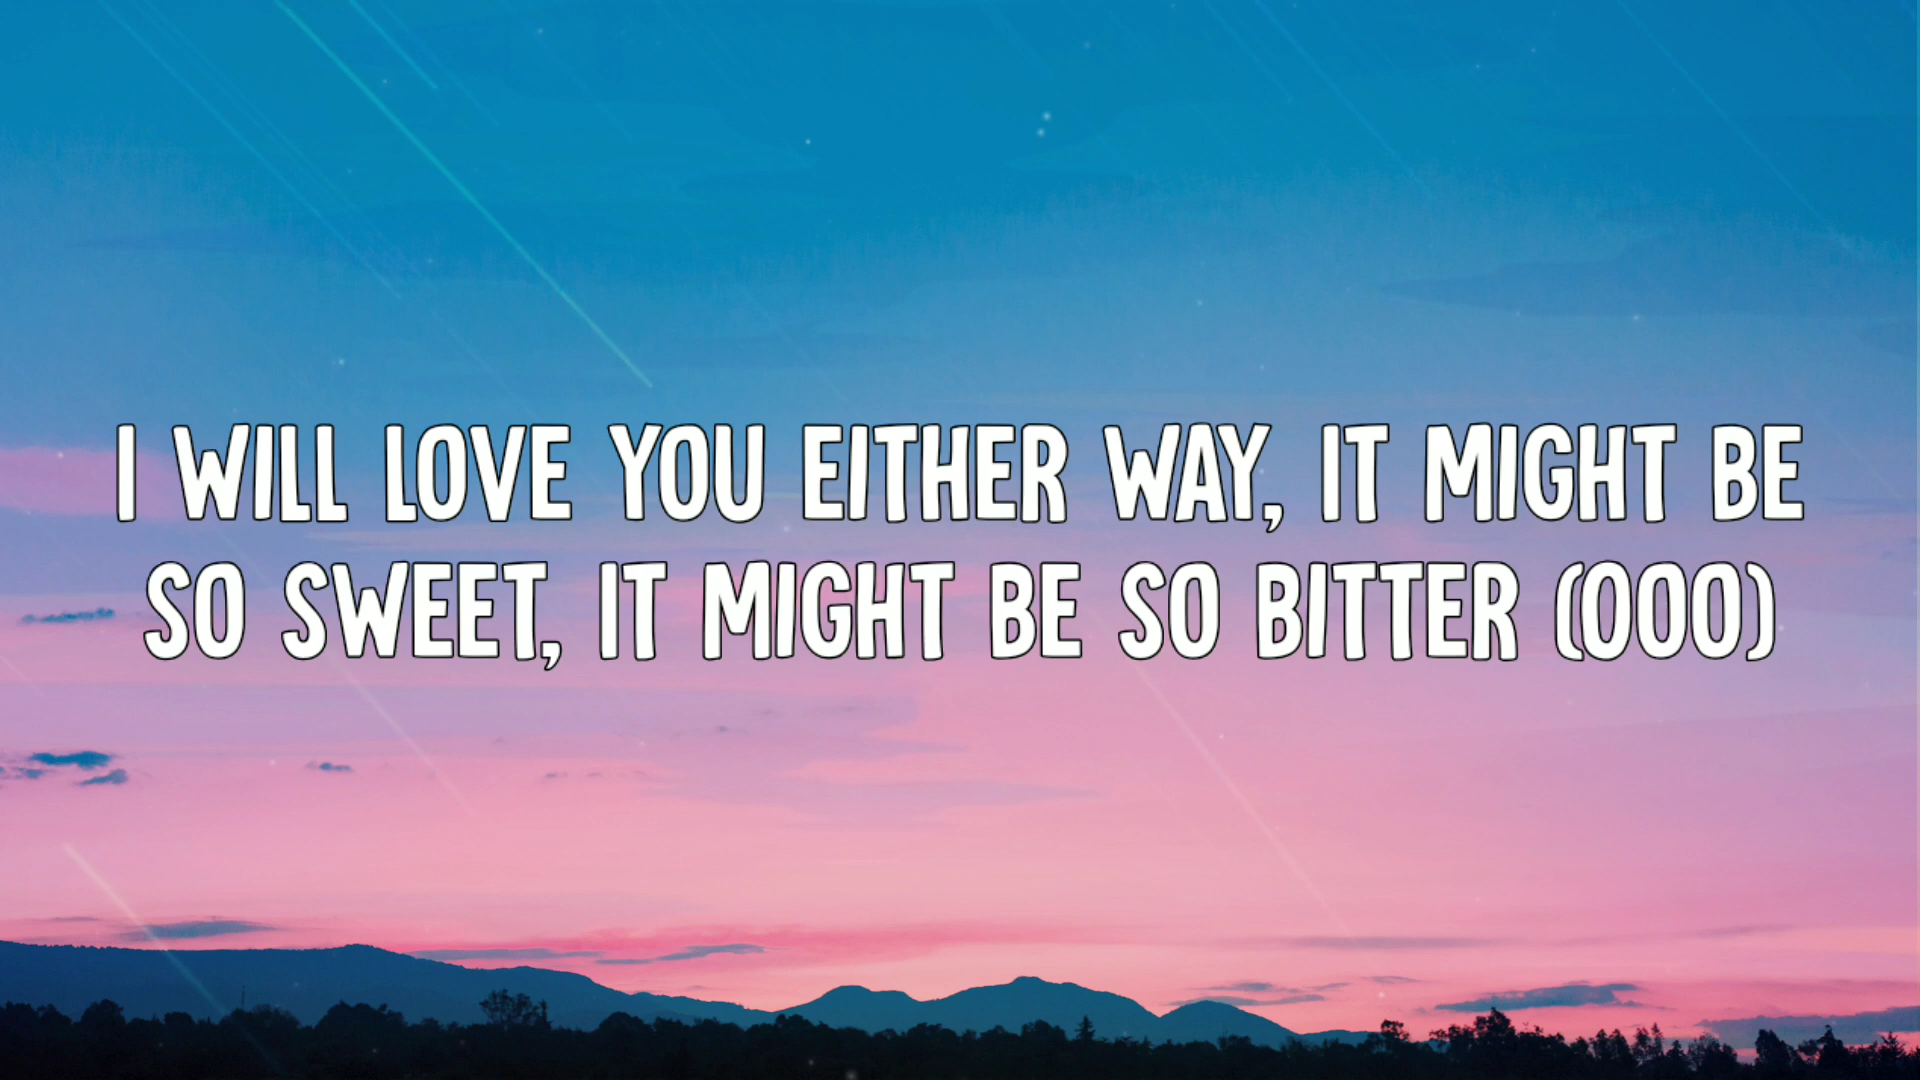 I WILL LOVE YOU EITHER WAY, IT MIGHT BE
SO SWEET, IT MIGHT BE SO BITTER (OOO)